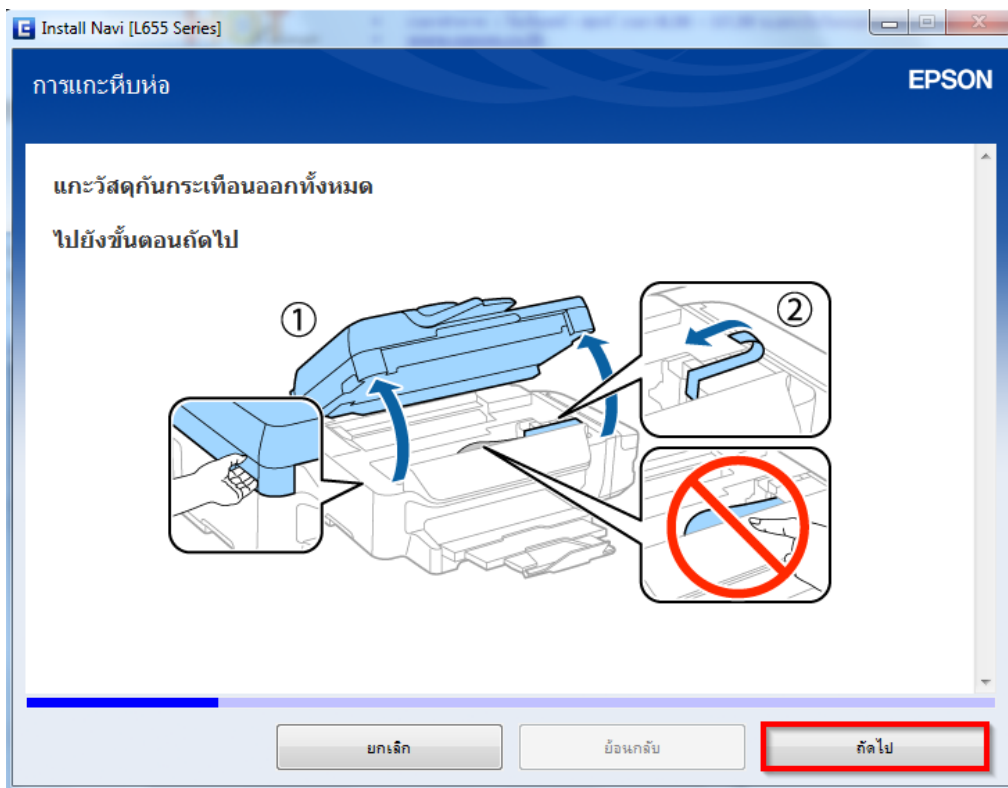 Install Navi [L655 Series]
การแกะหีบห่อ
EPSON
แกะวัสดุกันกระเทือนออกทั้งหมด
ไปยังขั้นตอนถัดไป
①
②
ยกเลิก
ย้อนกลับ
ถัดไป